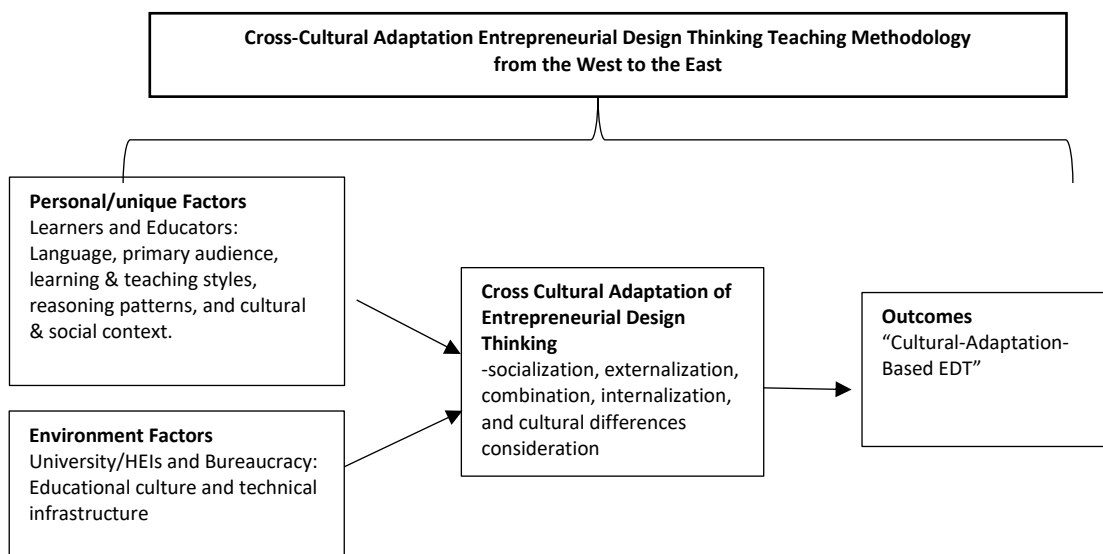 Cross-Cultural Adaptation Entrepreneurial Design Thinking Teaching Methodology
from the West to the East
Personal/unique Factors
Learners and Educators:
Language, primary audience,
learning & teaching styles,
reasoning patterns, and cultural
& social context.
Environment Factors
University/HEIs and Bureaucracy:
Educational culture and technical
infrastructure
Cross Cultural Adaptation of
Entrepreneurial Design
Thinking
-socialization, externalization,
combination, internalization,
and cultural differences
consideration
Outcomes
“Cultural-Adaptation-
Based EDT”